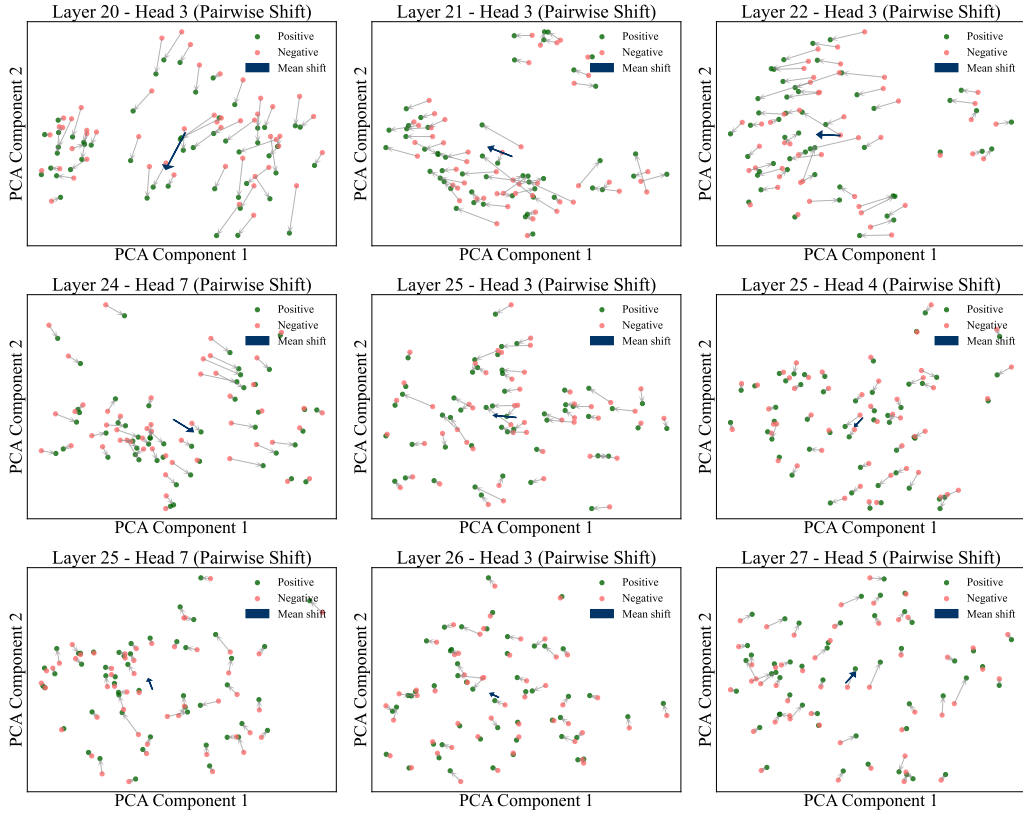 Layer 20 - Head 3 (Pairwise Shift)
Positive
Negative
Mean shift
PCA Component 2
PCA Component 1
Layer 21 - Head 3 (Pairwise Shift)
Positive
Negative
Mean shift
PCA Component 2
PCA Component 1
Layer 22 - Head 3 (Pairwise Shift)
Positive
Negative
Mean shift
PCA Component 2
PCA Component 1
Layer 24 - Head 7 (Pairwise Shift)
Positive
Negative
Mean shift
PCA Component 2
PCA Component 1
Layer 25 - Head 3 (Pairwise Shift)
Positive
Negative
Mean shift
PCA Component 2
PCA Component 1
Layer 25 - Head 4 (Pairwise Shift)
Positive
Negative
Mean shift
PCA Component 2
PCA Component 1
Layer 25 - Head 7 (Pairwise Shift)
Positive
Negative
Mean shift
PCA Component 2
PCA Component 1
Layer 26 - Head 3 (Pairwise Shift)
Positive
Negative
Mean shift
PCA Component 2
PCA Component 1
Layer 27 - Head 5 (Pairwise Shift)
Positive
Negative
Mean shift
PCA Component 2
PCA Component 1